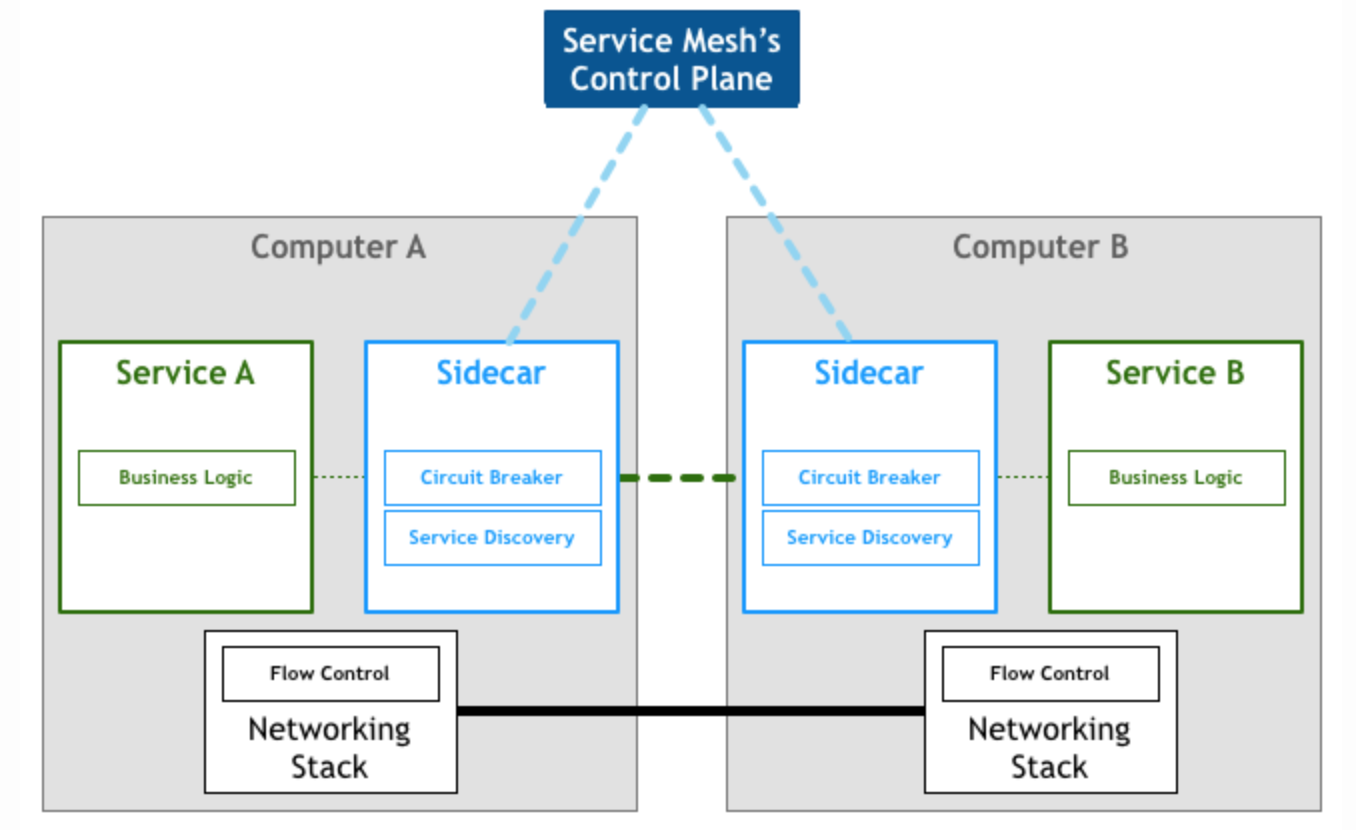 Service Mesh's
Control Plane
Computer A
Computer B
Service A
Sidecar
Sidecar
Service B
Business Logic
Circuit Breaker
Circuit Breaker
Business Logic
Service Discovery
Service Discovery
Flow Control
Flow Control
Networking
Stack
Networking
Stack